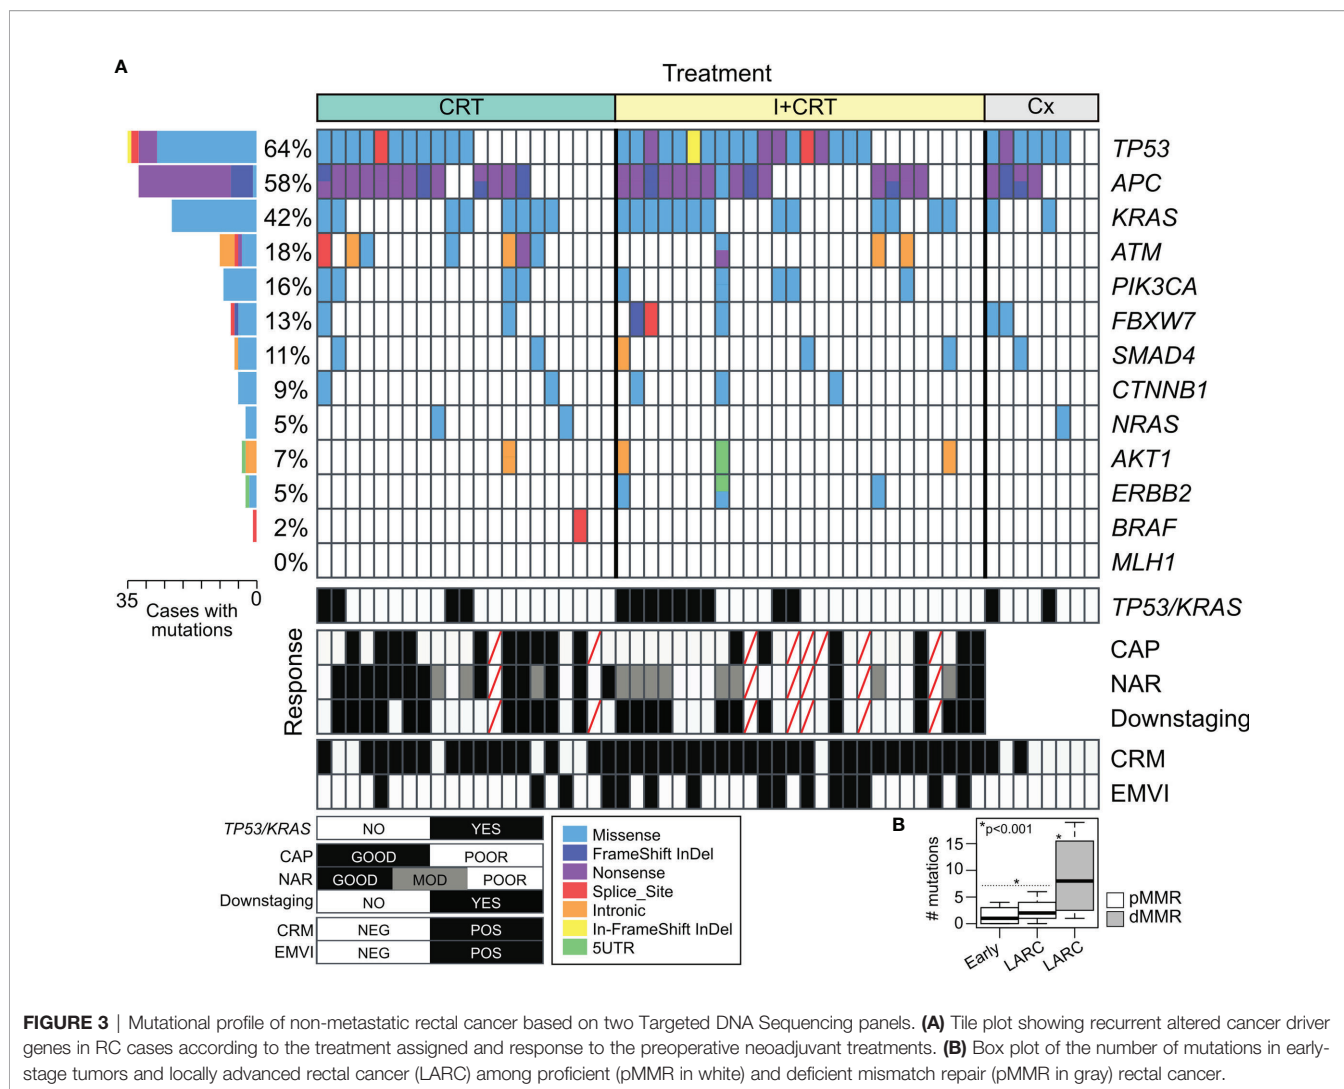 A
Treatment
CRT I+CRT Cx
64% TP53
58% APC
42% KRAS
18% ATM
16% PIK3CA
13% FBXW7
11% SMAD4
9% CTNNB1
5% NRAS
7% AKT1
5% ERBB2
2% BRAF
0% MLH1
35 0
Cases with
mutations
TP53/KRAS
Response
CAP
NAR
Downstaging
CRM
EMVI
TP53/KRAS NO YES
CAP GOOD POOR
NAR GOOD MOD POOR
Downstaging NO YES
CRM NEG POS
EMVI NEG POS
Missense
FrameShift InDel
Nonsense
Splice_Site
Intronic
In-FrameShift InDel
5UTR
B
# mutations
15
10
5
0
*p<0.001
*
*
Early LARC LARC
pMMR
dMMR
FIGURE 3 | Mutational profile of non-metastatic rectal cancer based on two Targeted DNA Sequencing panels. (A) Tile plot showing recurrent altered cancer driver
genes in RC cases according to the treatment assigned and response to the preoperative neoadjuvant treatments. (B) Box plot of the number of mutations in early-
stage tumors and locally advanced rectal cancer (LARC) among proficient (pMMR in white) and deficient mismatch repair (pMMR in gray) rectal cancer.